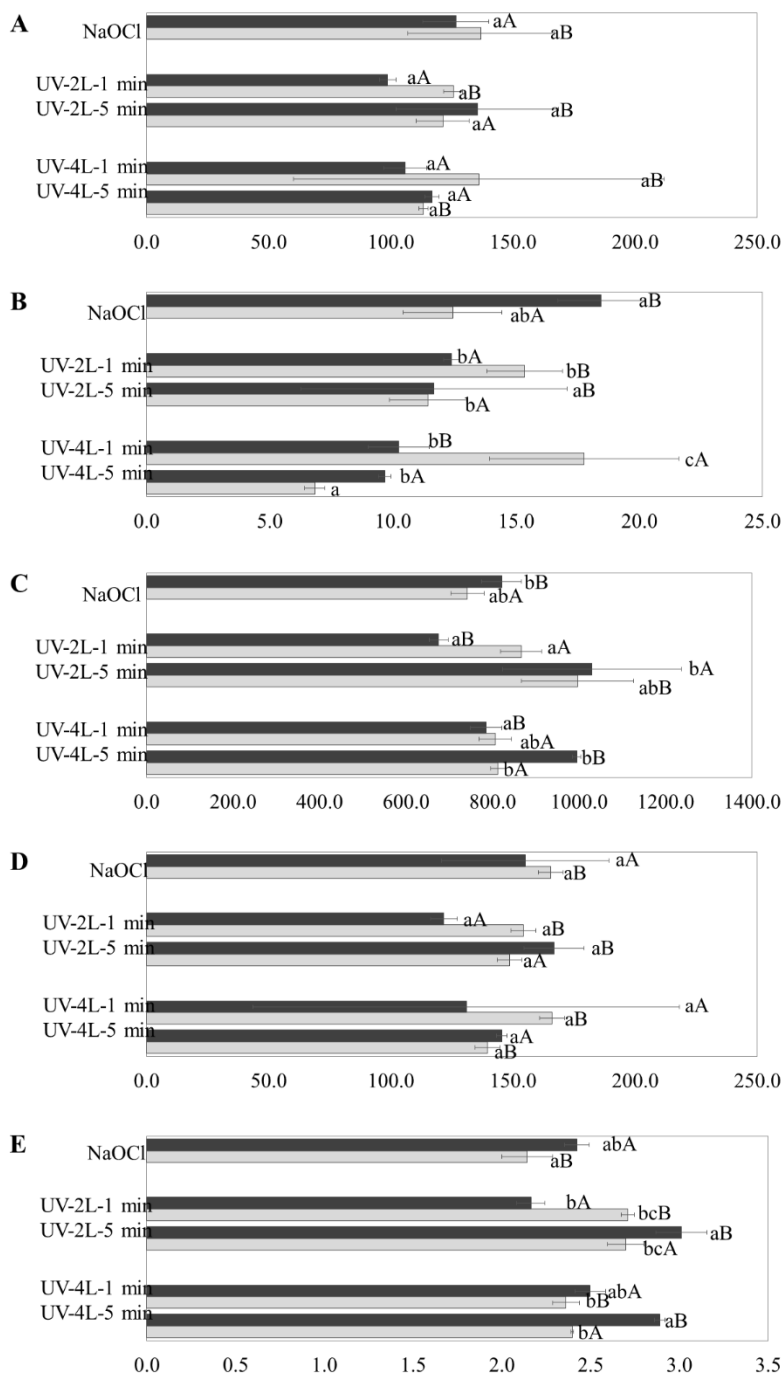 A
NaOCl
aA
aB
UV-2L-1 min
aA
aB
UV-2L-5 min
aB
aA
UV-4L-1 min
aA
aB
UV-4L-5 min
aA
aB
0.0 50.0 100.0 150.0 200.0 250.0
B
NaOCl
aB
abA
UV-2L-1 min
bA
bB
UV-2L-5 min
aB
bA
UV-4L-1 min
bB
cA
UV-4L-5 min
bA
a
0.0 5.0 10.0 15.0 20.0 25.0
C
NaOCl
bB
abA
UV-2L-1 min
aB
aA
UV-2L-5 min
bA
abB
UV-4L-1 min
aB
abA
UV-4L-5 min
bB
bA
0.0 200.0 400.0 600.0 800.0 1000.0 1200.0 1400.0
D
NaOCl
aA
aB
UV-2L-1 min
aA
aB
UV-2L-5 min
aB
aA
UV-4L-1 min
aA
aB
UV-4L-5 min
aA
aB
0.0 50.0 100.0 150.0 200.0 250.0
E
NaOCl
abA
aB
UV-2L-1 min
bA
bcB
UV-2L-5 min
aB
bcA
UV-4L-1 min
abA
bB
UV-4L-5 min
aB
bA
0.0 0.5 1.0 1.5 2.0 2.5 3.0 3.5